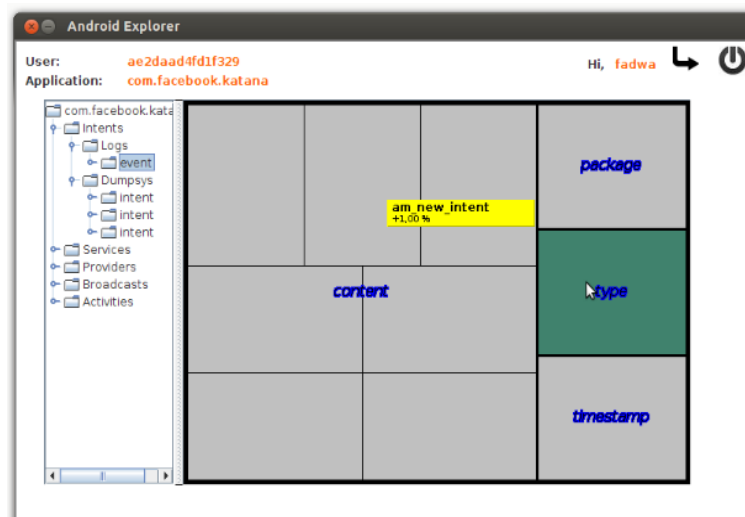 Android Explorer
User: ae2daad4fd1f329
Application: com.facebook.katana
Hi, fadwa
com.facebook.kata
Intents
Logs
event
Dumpsys
intent
intent
intent
Services
Providers
Broadcasts
Activities
am_new_intent
+1,00 %
content
package
type
timestamp